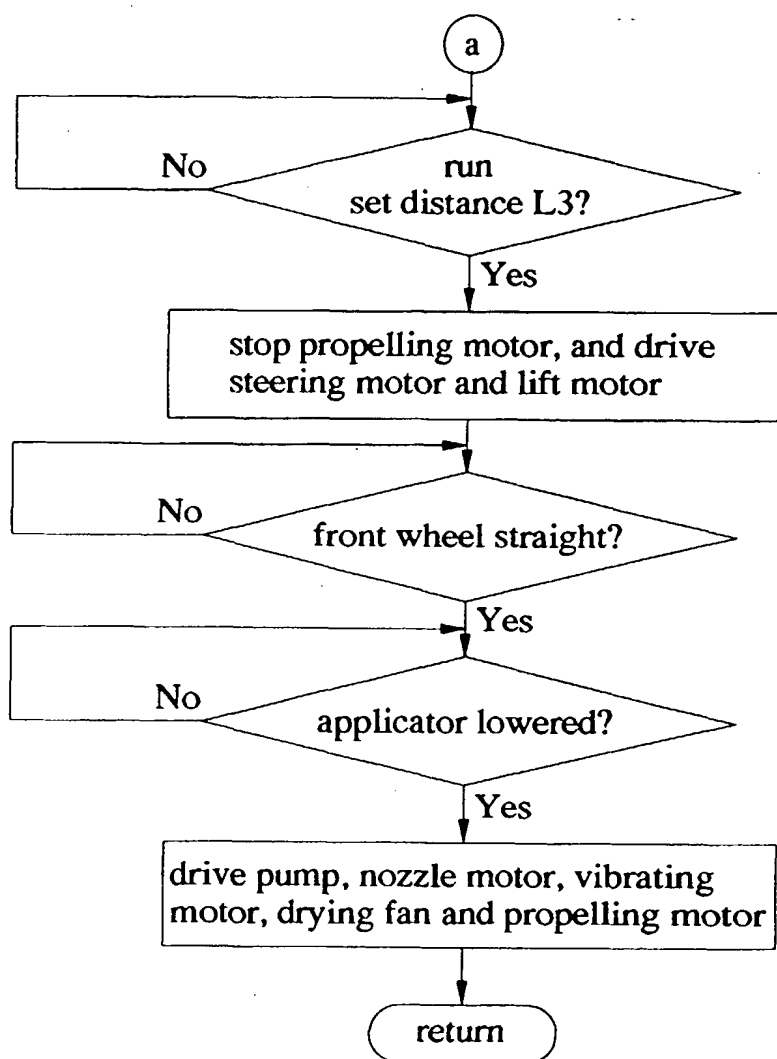 a
run
set distance L3?
No
Yes
stop propelling motor, and drive
steering motor and lift motor
No
front wheel straight?
Yes
No
applicator lowered?
Yes
drive pump, nozzle motor, vibrating
motor, drying fan and propelling motor
return